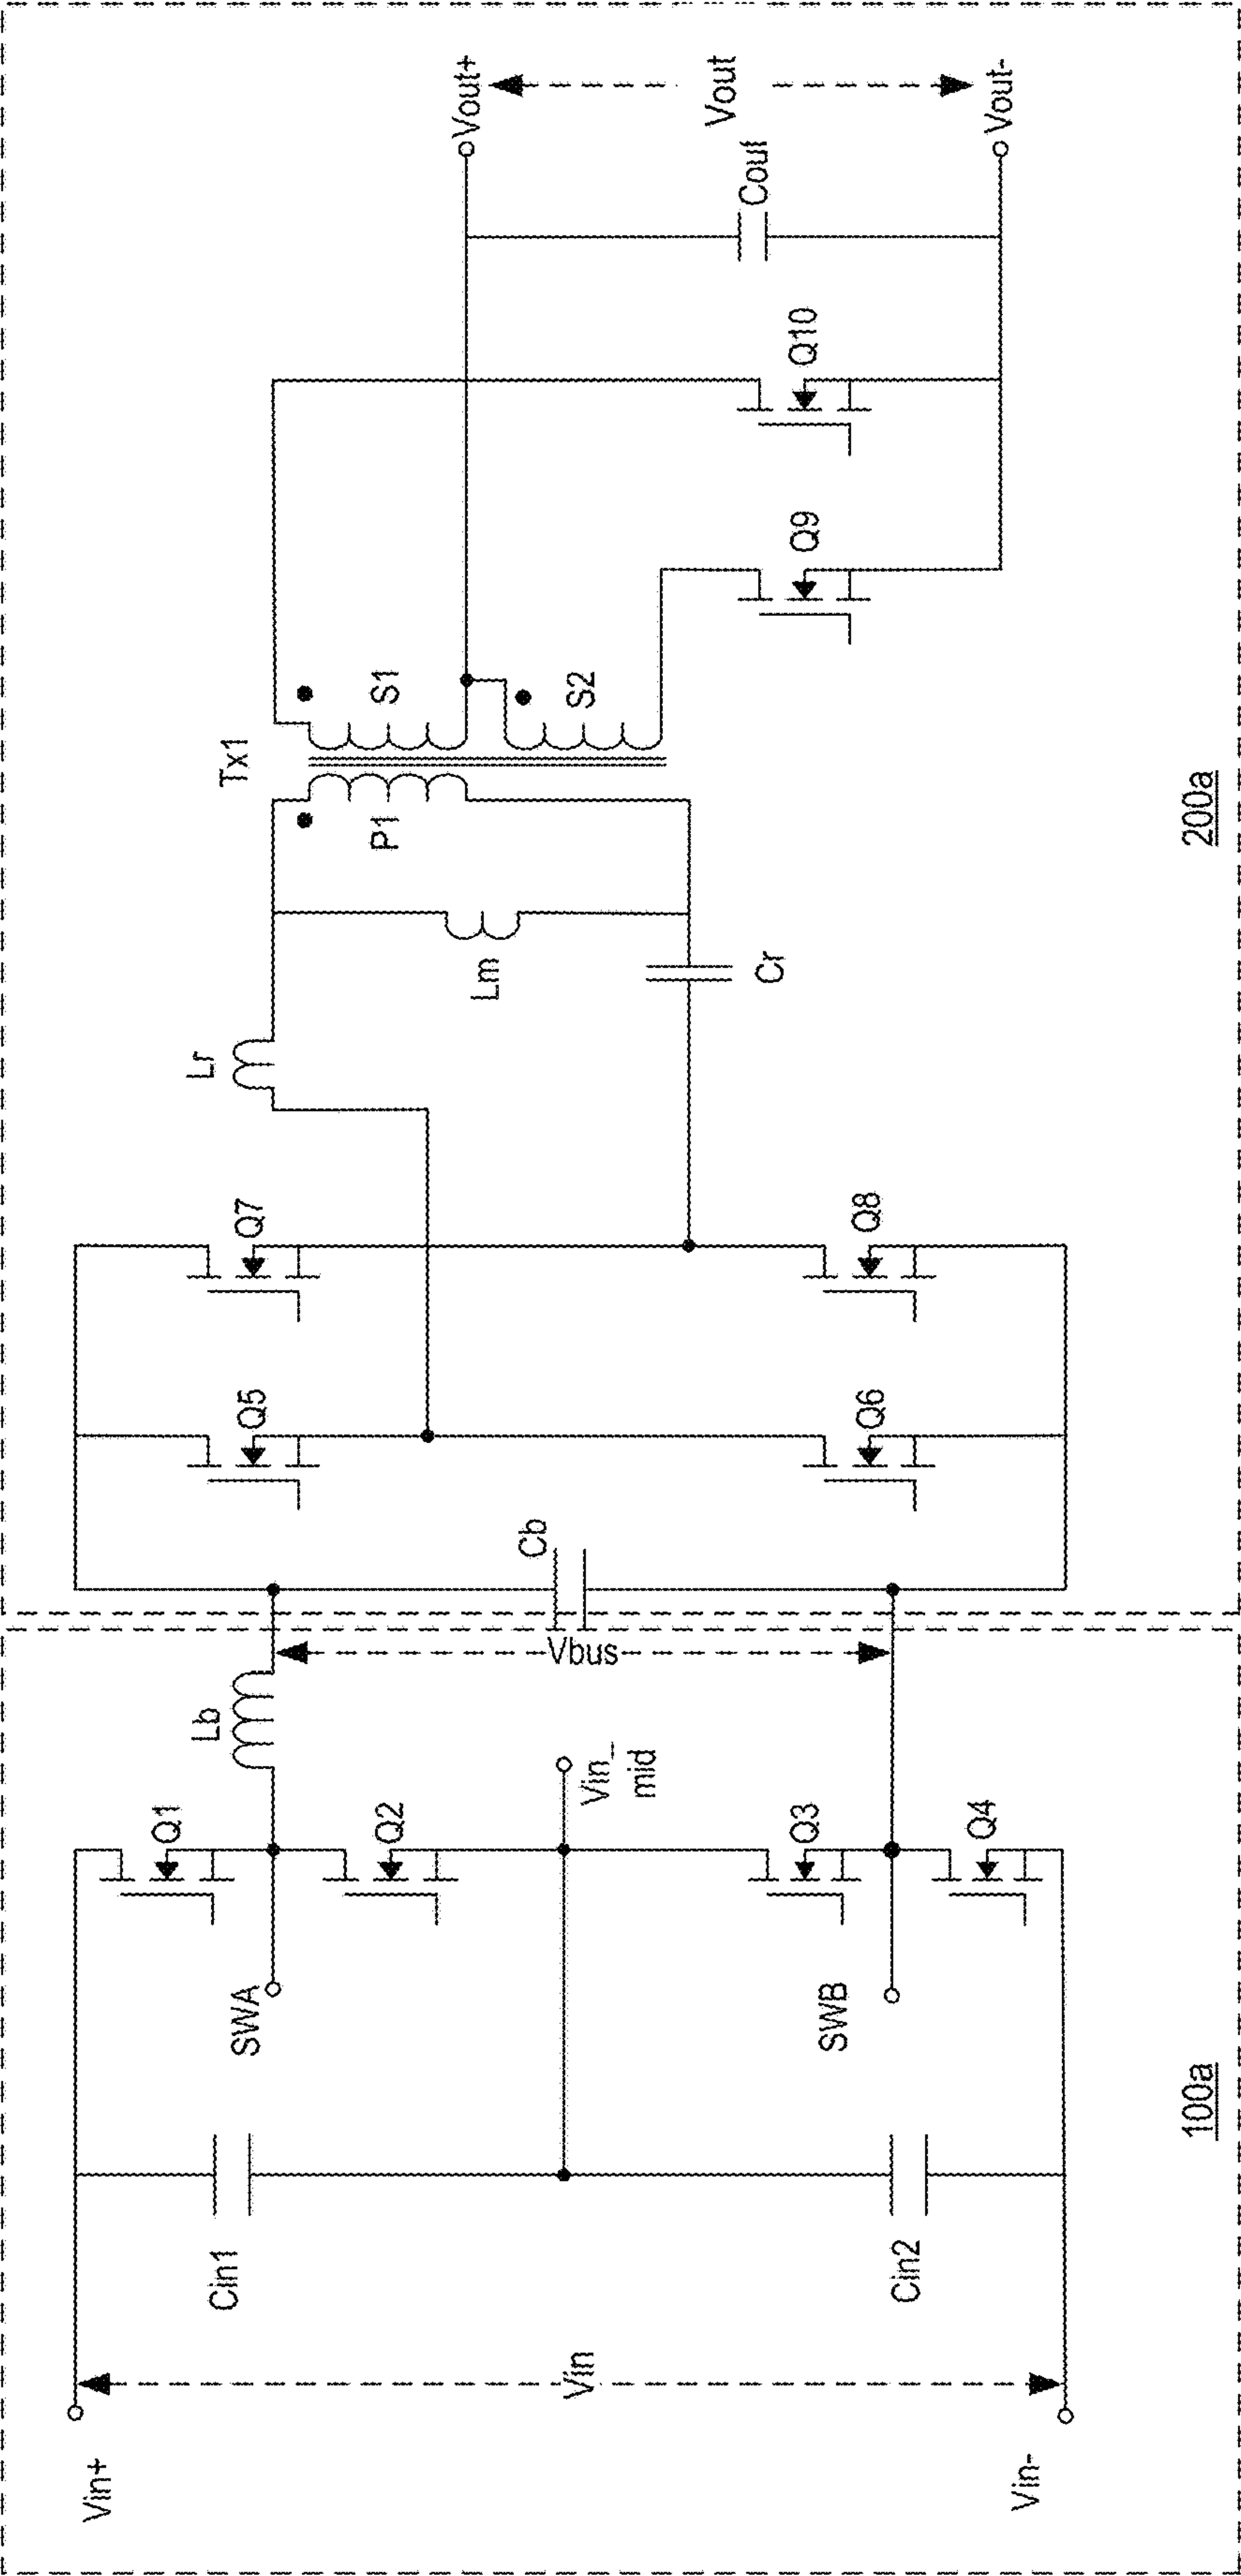 Vin+
Vin
Vin-
Cin1
Cin2
SWA
SWB
Q1
Q2
Q3
Q4
Vin_
mid
Lb
Vbus
100a
Cb
Q5
Q6
Q7
Q8
Lr
Lm
Cr
Tx1
P1
S1
S2
Q9
Q10
Cout
Vout+
Vout
Vout-
200a